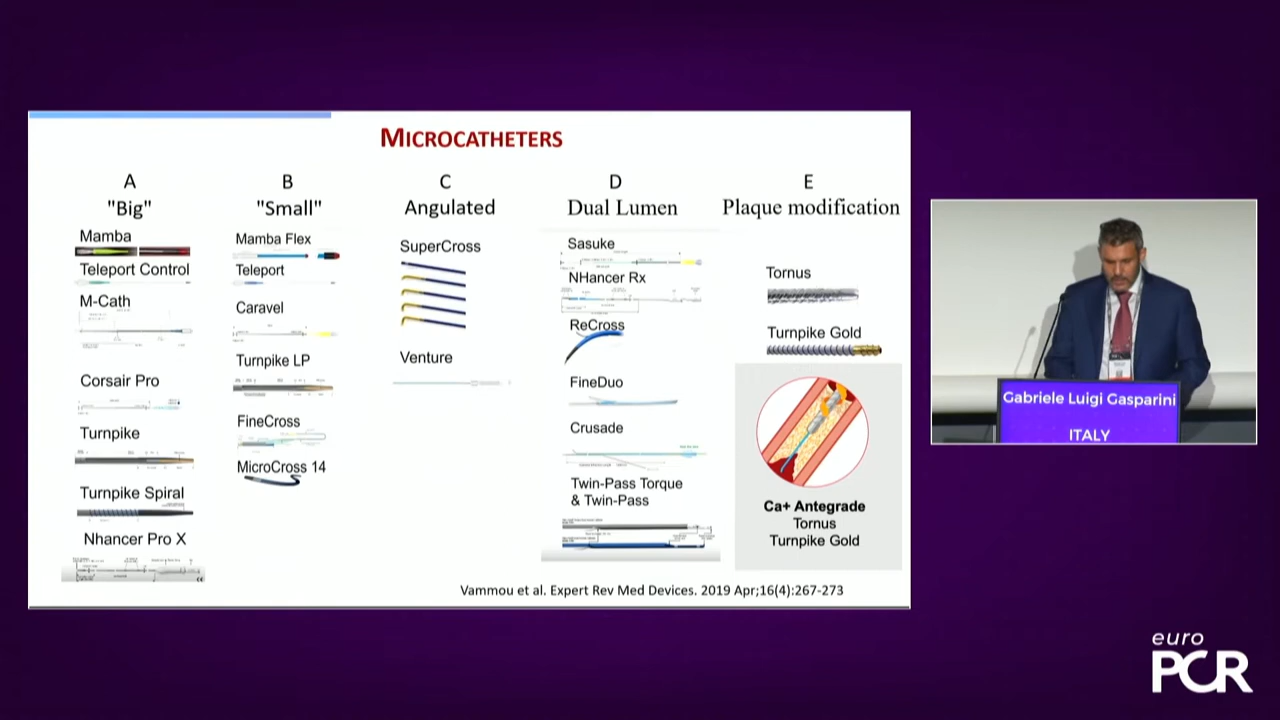 MICROCATHETERS
A
"Big"
Mamba
Teleport Control
M-Cath
Corsair Pro
Turnpike
Turnpike Spiral
Nhancer Pro X
B
"Small"
Mamba Flex
Teleport
Caravel
Turnpike LP
FineCross
MicroCross 14
C
Angulated
SuperCross
Venture
D
Dual Lumen
Sasuke
NHancer Rx
ReCross
FineDuo
Crusade
Twin-Pass Torque
& Twin-Pass
E
Plaque modification
Tornus
Turnpike Gold
Ca+ Antegrade
Tornus
Turnpike Gold
Vammou et al. Expert Rev Med Devices. 2019 Apr;16(4):267-273
Gabriele Luigi Gasparini
ITALY
euro
PCR